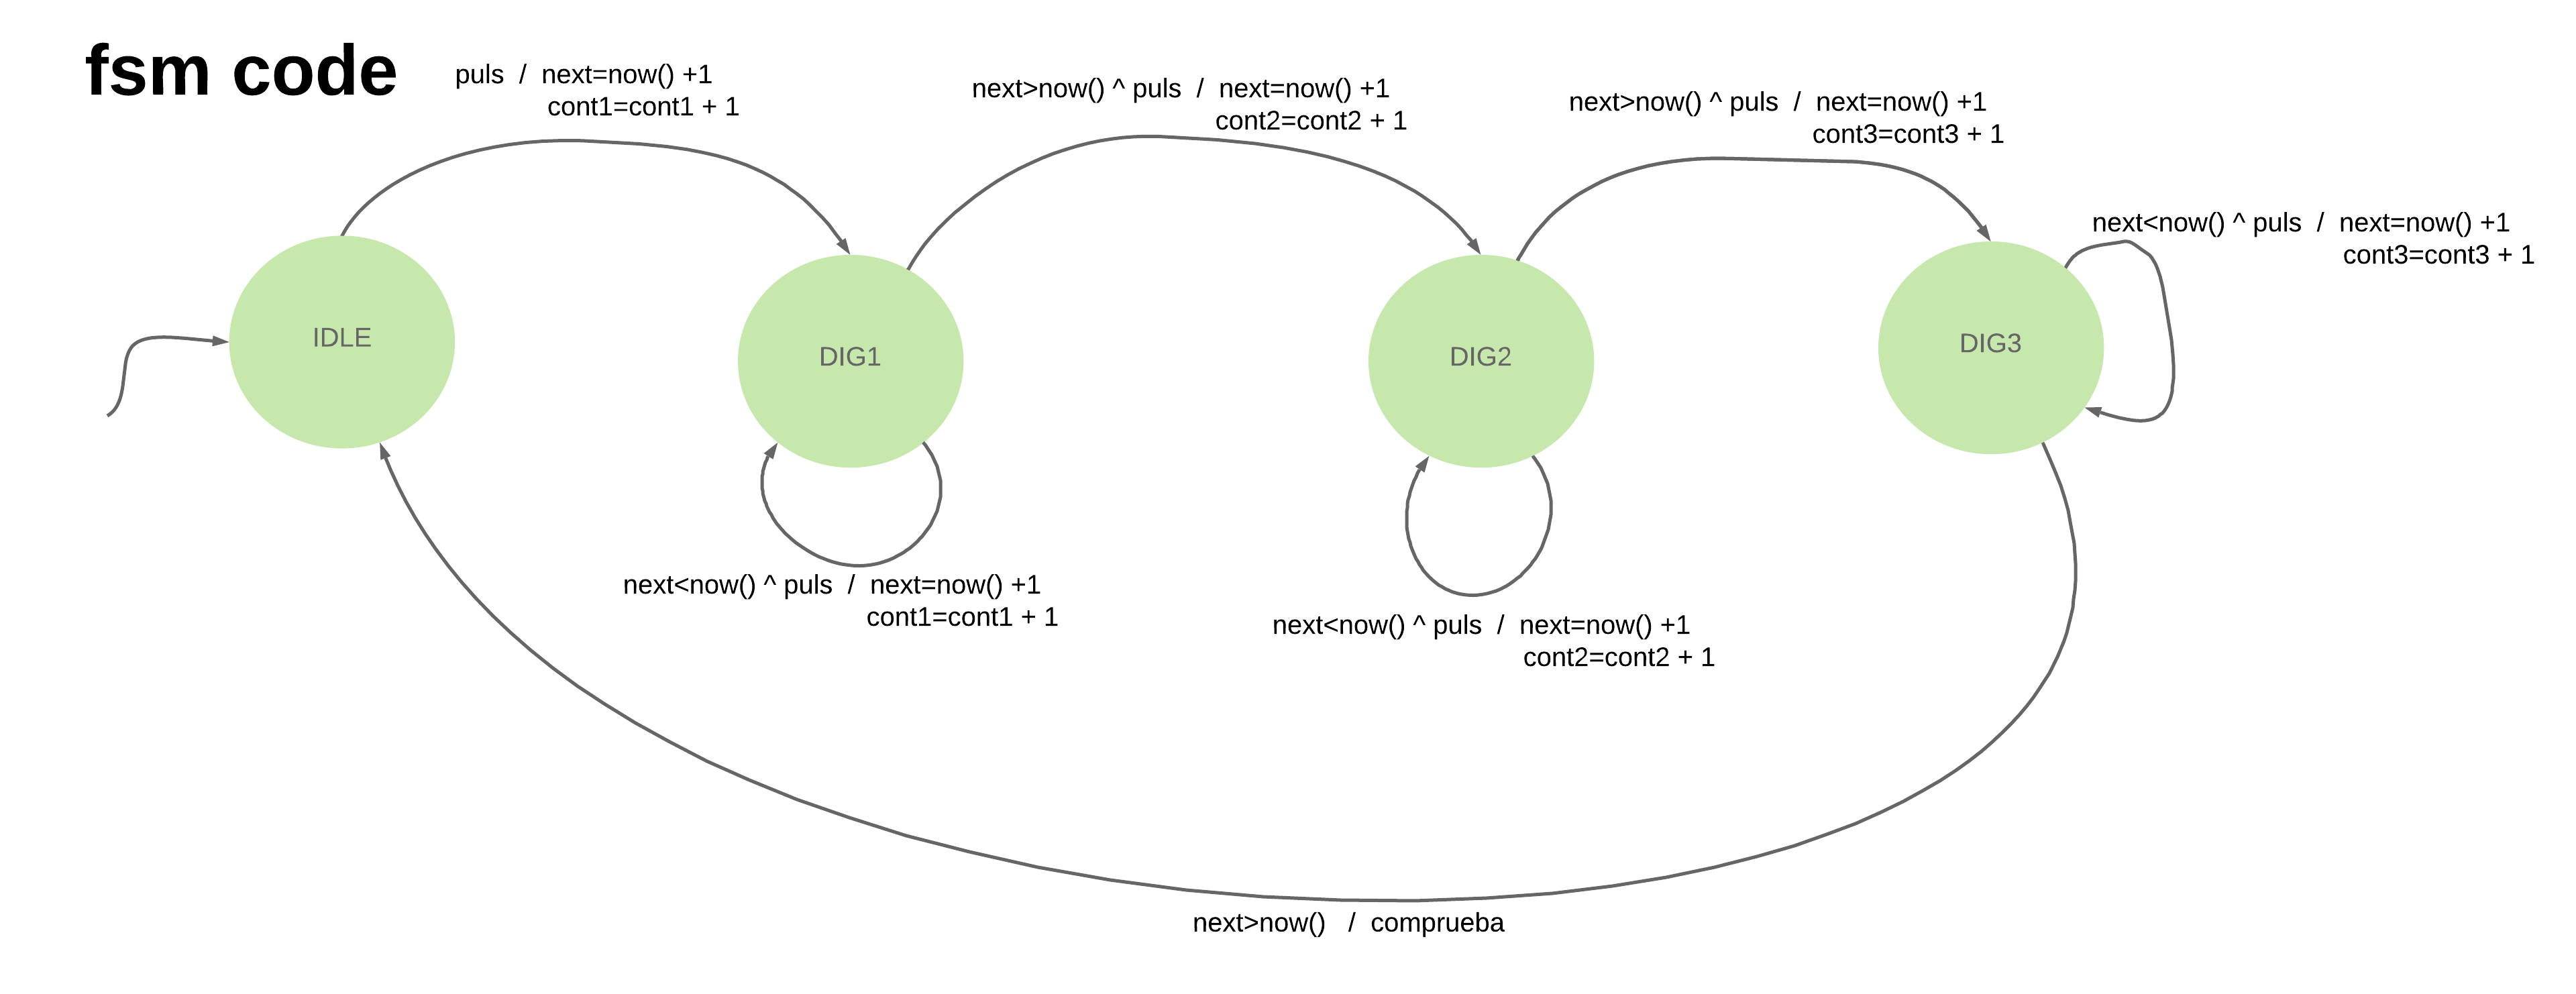 fsm code
puls / next=now() +1
cont1=cont1 + 1
next>now() ^ puls / next=now() +1
cont2=cont2 + 1
next>now() ^ puls / next=now() +1
cont3=cont3 + 1
next<now() ^ puls / next=now() +1
cont3=cont3 + 1
IDLE
DIG1
DIG2
DIG3
next<now() ^ puls / next=now() +1
cont1=cont1 + 1
next<now() ^ puls / next=now() +1
cont2=cont2 + 1
next>now() / comprueba